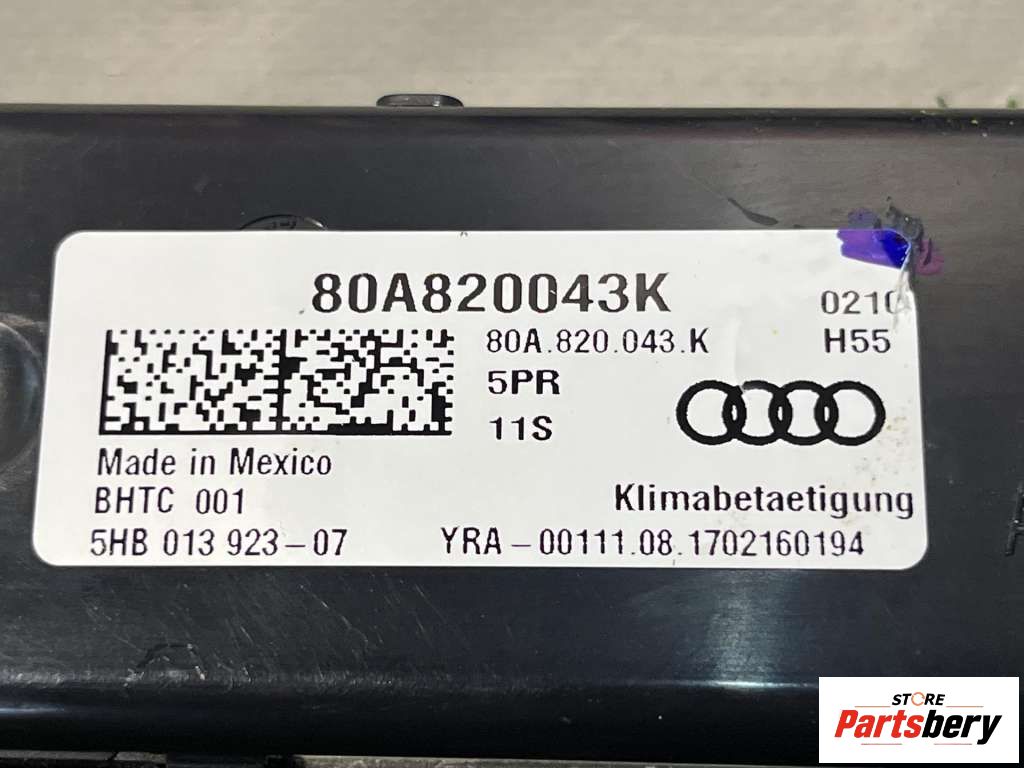 80A820043K
0210
80A.820.043.K
H55
5PR
11S
Made in Mexico
BHTC 001
Klimabetaetigung
5HB 013 923-07
YRA-00111.08.1702160194
STORE
Partsbery